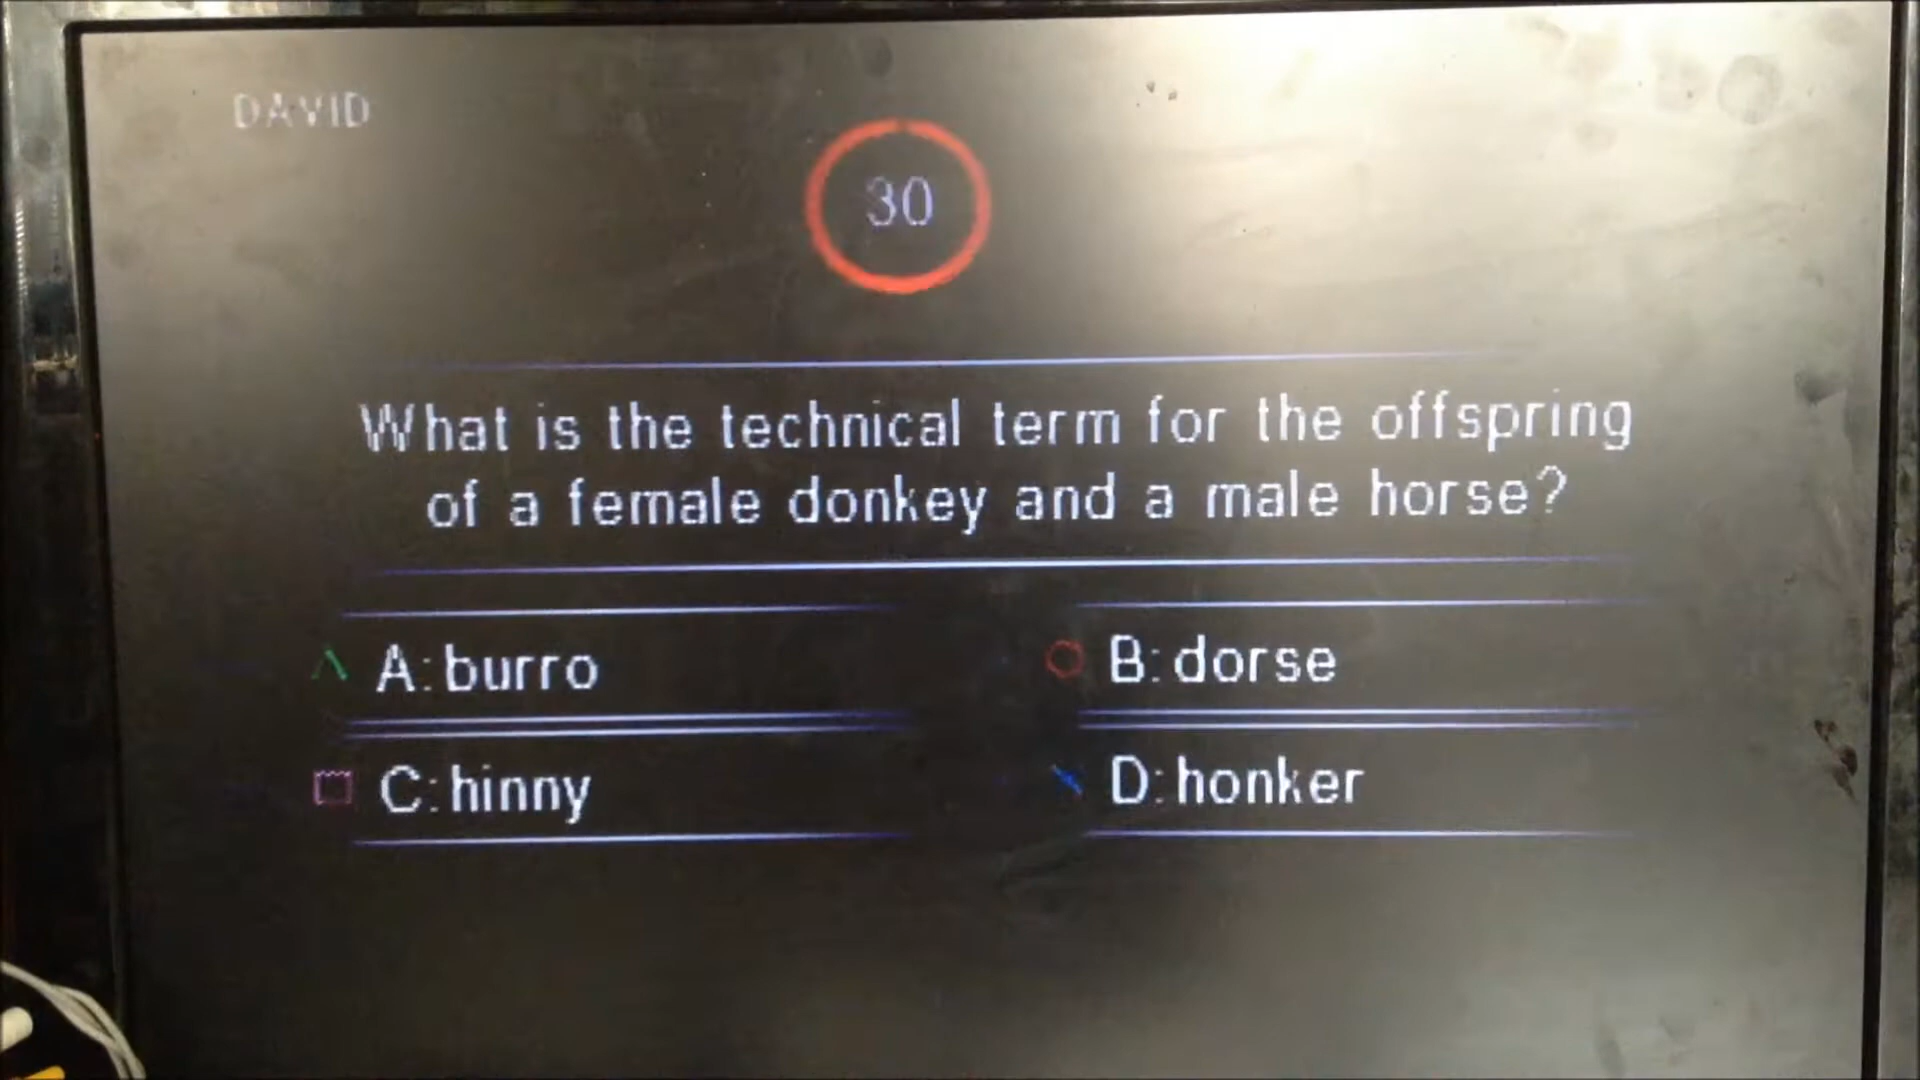 DAVID
30
What is the technical term for the offspring
of a female donkey and a male horse?
A: burro
B: dorse
C: hinny
D: honker